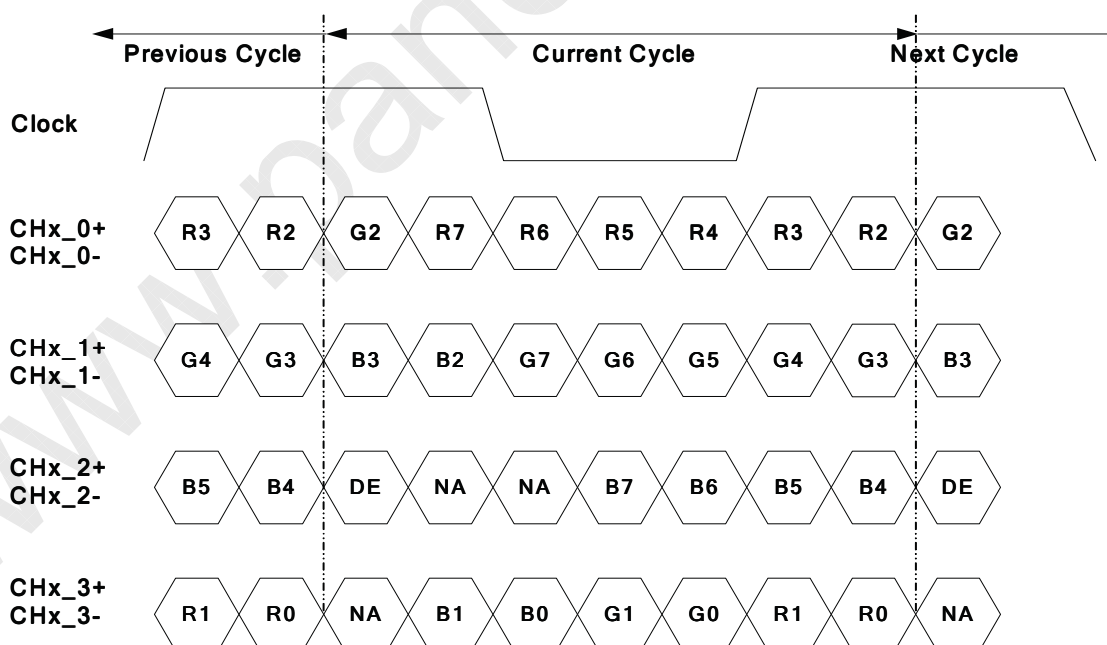 Previous Cycle Current Cycle Next Cycle
Clock
CHx_0+
CHx_0-
R3 R2 G2 R7 R6 R5 R4 R3 R2 G2
CHx_1+
CHx_1-
G4 G3 B3 B2 G7 G6 G5 G4 G3 B3
CHx_2+
CHx_2-
B5 B4 DE NA NA B7 B6 B5 B4 DE
CHx_3+
CHx_3-
R1 R0 NA B1 B0 G1 G0 R1 R0 NA